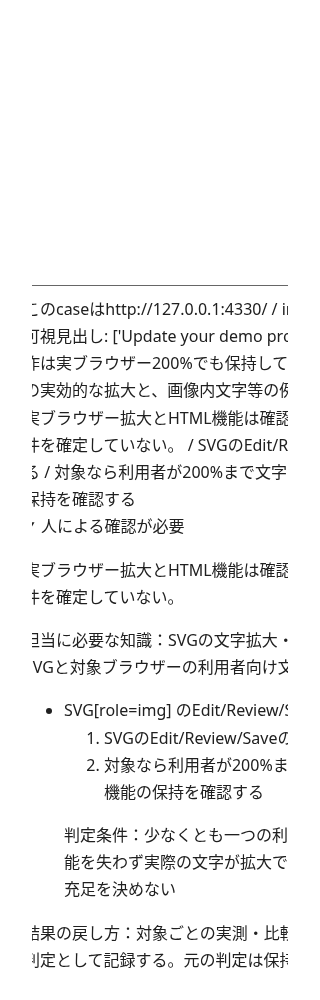 このcaseはhttp://127.0.0.1:4330/ / i
可視見出し: ['Update your demo pro
作は実ブラウザー200%でも保持して
の実効的な拡大と、画像内文字等の例
実ブラウザー拡大とHTML機能は確認
件を確定していない。 / SVGのEdit/R
る / 対象なら利用者が200%まで文字
保持を確認する
人による確認が必要
実ブラウザー拡大とHTML機能は確認
件を確定していない。
担当に必要な知識：SVGの文字拡大・
VGと対象ブラウザーの利用者向け文
• SVG[role=img] のEdit/Review/S
1. SVGのEdit/Review/Saveの
2. 対象なら利用者が200%ま
機能の保持を確認する
判定条件：少なくとも一つの利
能を失わず実際の文字が拡大で
充足を決めない
結果の戻し方：対象ごとの実測・比較
判定として記録する。元の判定は保持